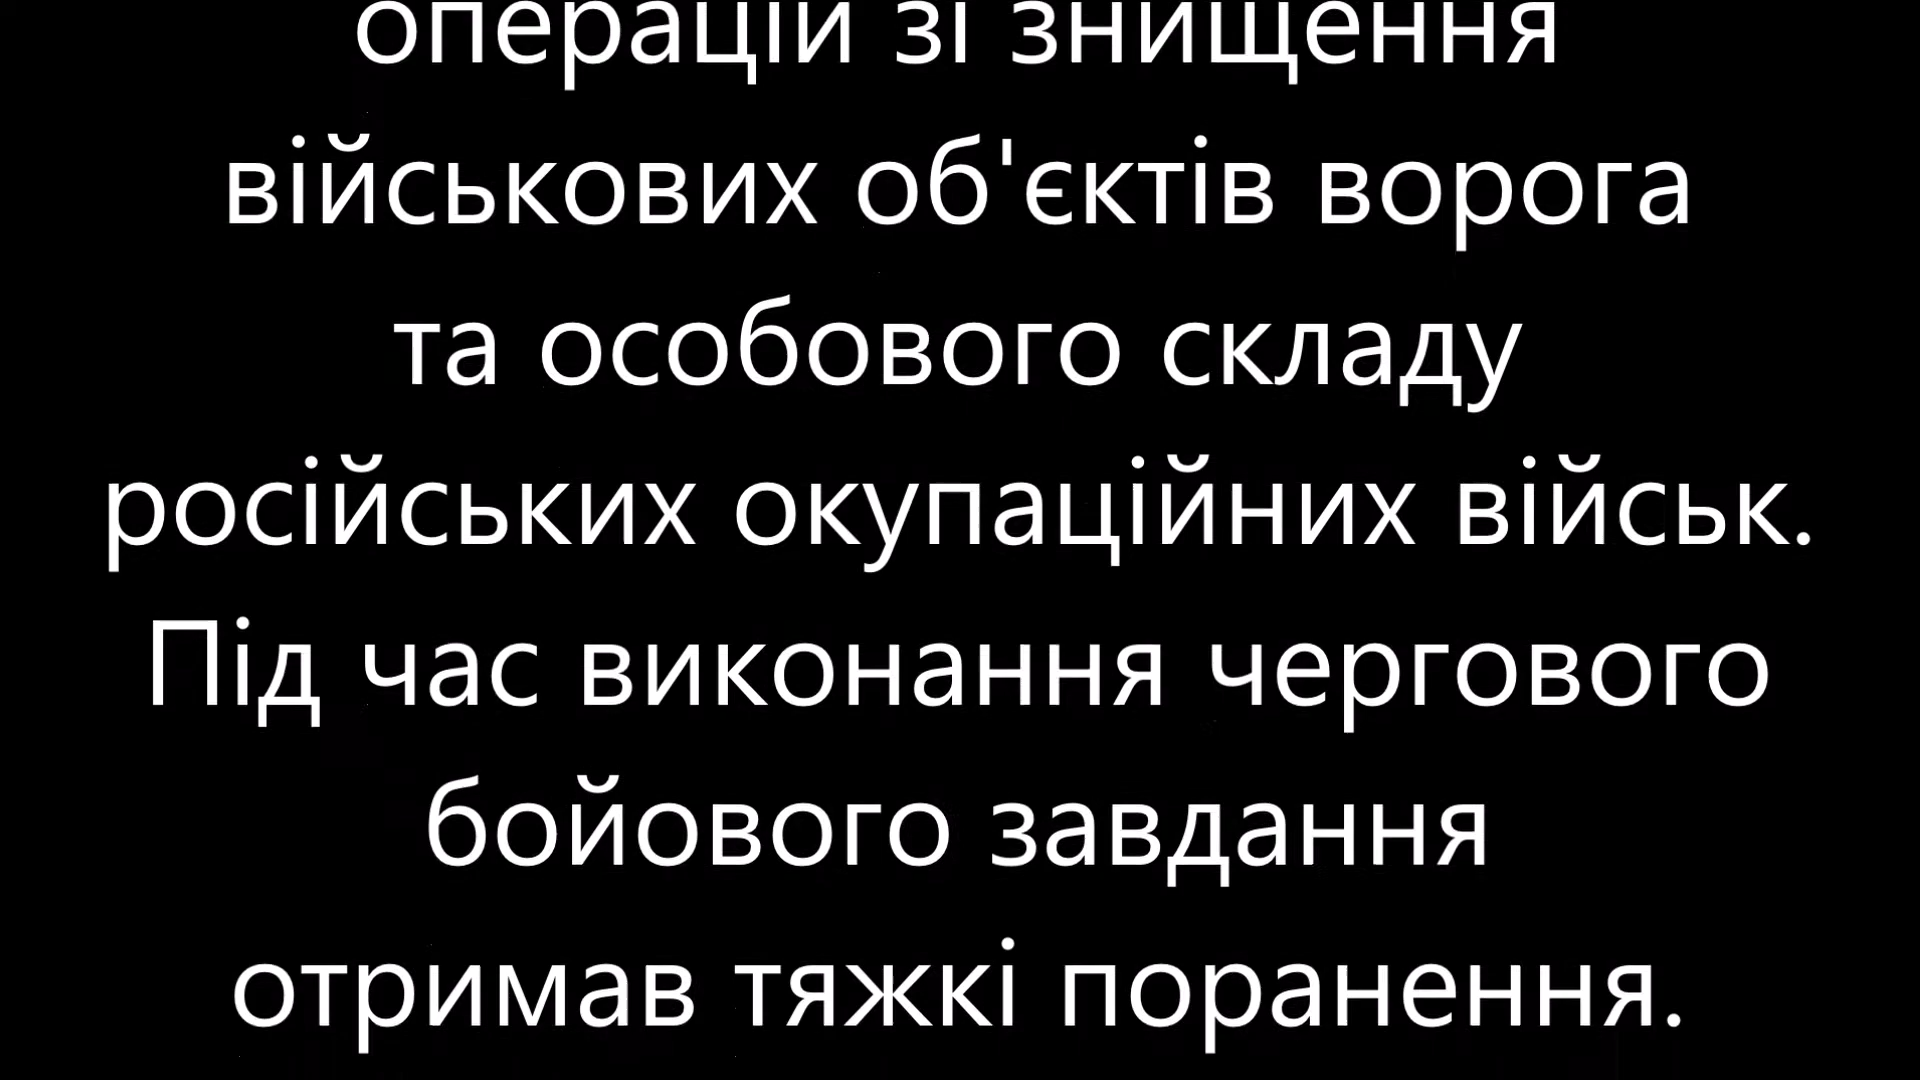 операцій зі знищення
військових об'єктів ворога
та особового складу
російських окупаційних військ.
Під час виконання чергового
бойового завдання
отримав тяжкі поранення.